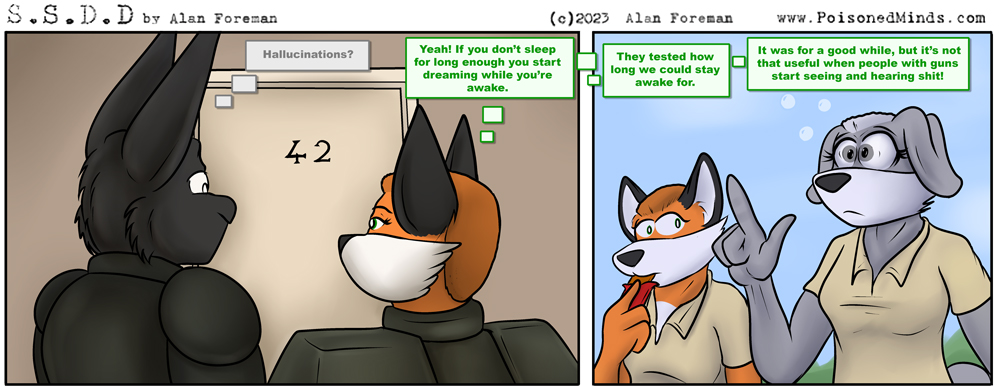 S.S.D.D by Alan Foreman (c)2023 Alan Foreman www.PoisonedMinds.com
Hallucinations?
Yeah! If you don't sleep
for long enough you start
dreaming while you're
awake.
42
They tested how
long we could stay
awake for.
It was for a good while, but it's not
that useful when people with guns
start seeing and hearing shit!